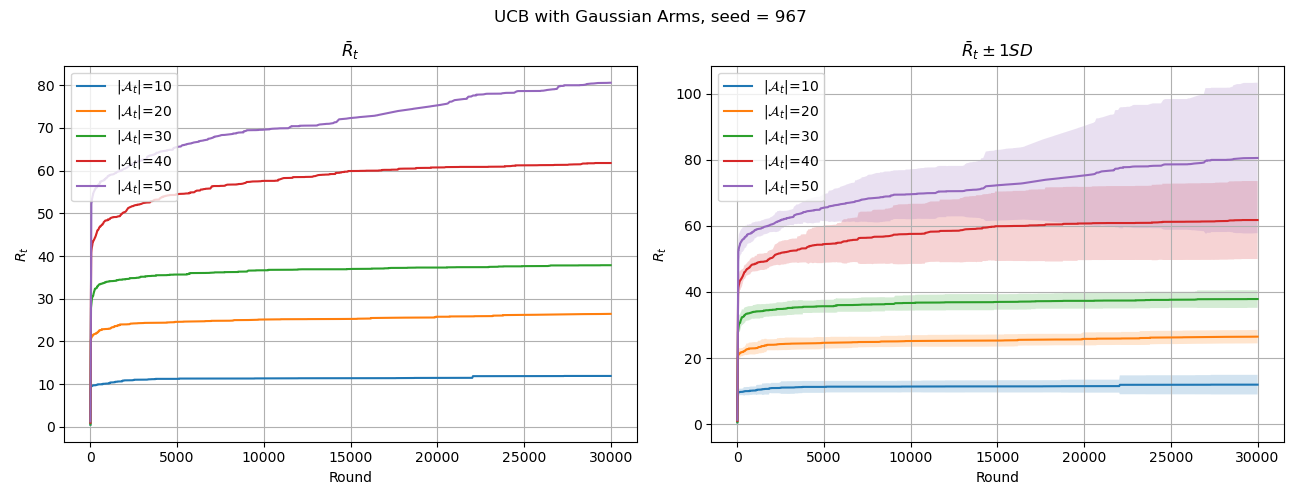 UCB with Gaussian Arms, seed = 967
R̄ₜ
80
70
60
50
40
30
20
10
0
Rₜ
|𝒜ₜ|=10
|𝒜ₜ|=20
|𝒜ₜ|=30
|𝒜ₜ|=40
|𝒜ₜ|=50
0 5000 10000 15000 20000 25000 30000
Round
R̄ₜ ± 1SD
100
80
60
40
20
0
Rₜ
|𝒜ₜ|=10
|𝒜ₜ|=20
|𝒜ₜ|=30
|𝒜ₜ|=40
|𝒜ₜ|=50
0 5000 10000 15000 20000 25000 30000
Round